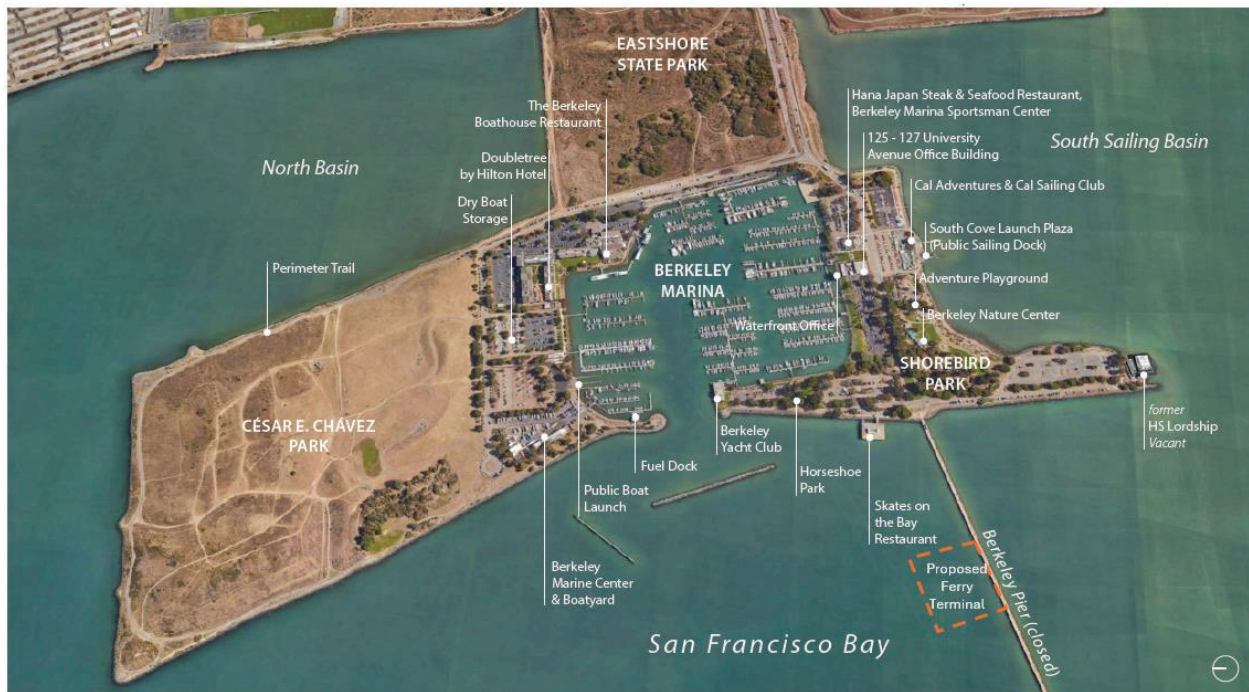 EASTSHORE
STATE PARK
The Berkeley
Boathouse Restaurant
Hana Japan Steak & Seafood Restaurant,
Berkeley Marina Sportsman Center
North Basin
Doubletree
by Hilton Hotel
125 - 127 University
Avenue Office Building
South Sailing Basin
Dry Boat
Storage
Cal Adventures & Cal Sailing Club
South Cove Launch Plaza
(Public Sailing Dock)
Perimeter Trail
BERKELEY
MARINA
Adventure Playground
Waterfront Office
Berkeley Nature Center
SHOREBIRD
PARK
CÉSAR E. CHÁVEZ
PARK
former
HS Lordship
Vacant
Berkeley
Yacht Club
Fuel Dock
Horseshoe
Park
Public Boat
Launch
Skates on
the Bay
Restaurant
Berkeley
Marine Center
& Boatyard
Proposed
Ferry
Terminal
Berkeley Pier (closed)
San Francisco Bay